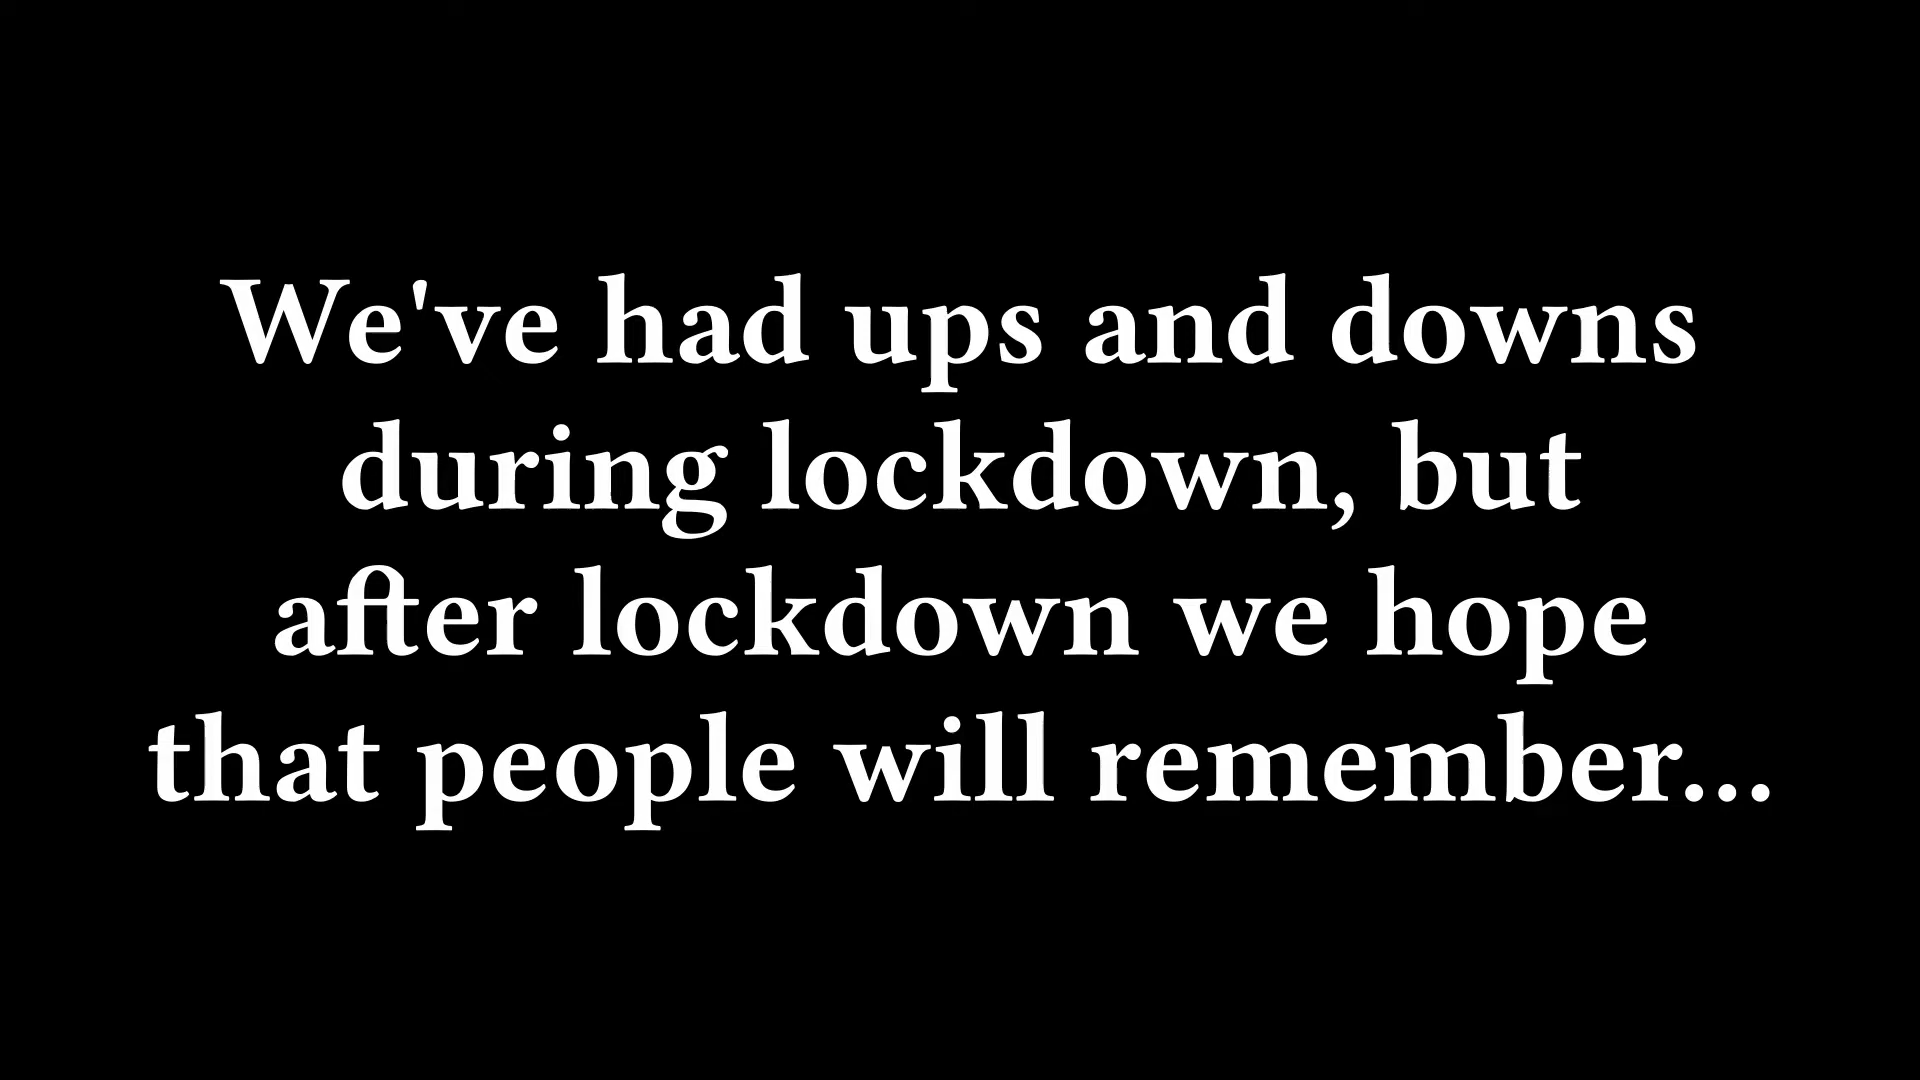 We've had ups and downs
during lockdown, but
after lockdown we hope
that people will remember...